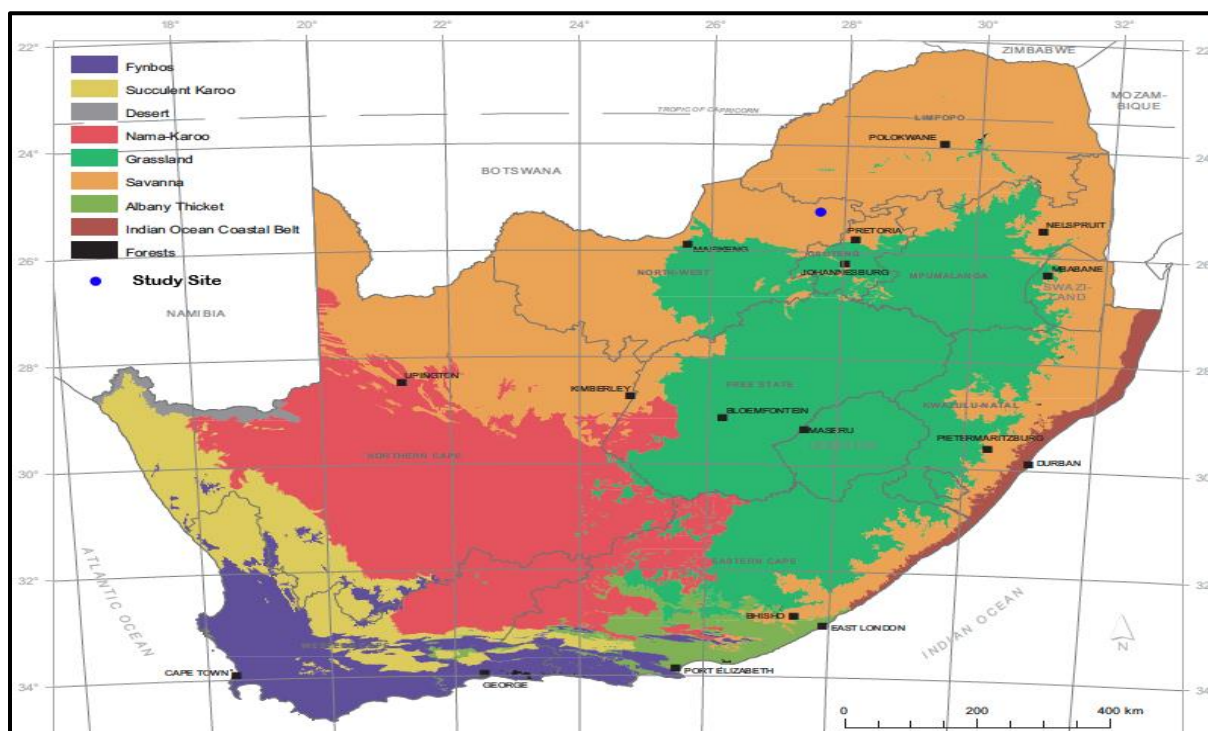 18° 20° 22° 24° 26° 28° 30° 32°
22° 22°
ZIMBABWE
Fynbos
Succulent Karoo
Desert
Nama-Karoo
Grassland
Savanna
Albany Thicket
Indian Ocean Coastal Belt
Forests
Study Site
MOZAM-
BIQUE
TROPIC OF CAPRICORN
LIMPOPO
POLOKWANE
24° 24°
BOTSWANA
NELSPRUIT
PRETORIA
MAFIKENG
26° 26°
NORTH-WEST
JOHANNESBURG
MPUMALANGA
MBABANE
SWAZI-
LAND
NAMIBIA
28° 28°
UPINGTON
KIMBERLEY
FREE STATE
KWAZULU-NATAL
BLOEMFONTEIN
MASERU
PIETERMARITZBURG
NORTHERN CAPE
DURBAN
30° 30°
EASTERN CAPE
32° 32°
ATLANTIC OCEAN
INDIAN OCEAN
BHISHO
EAST LONDON
N
CAPE TOWN
PORT ELIZABETH
GEORGE
34° 34°
0 200 400 km